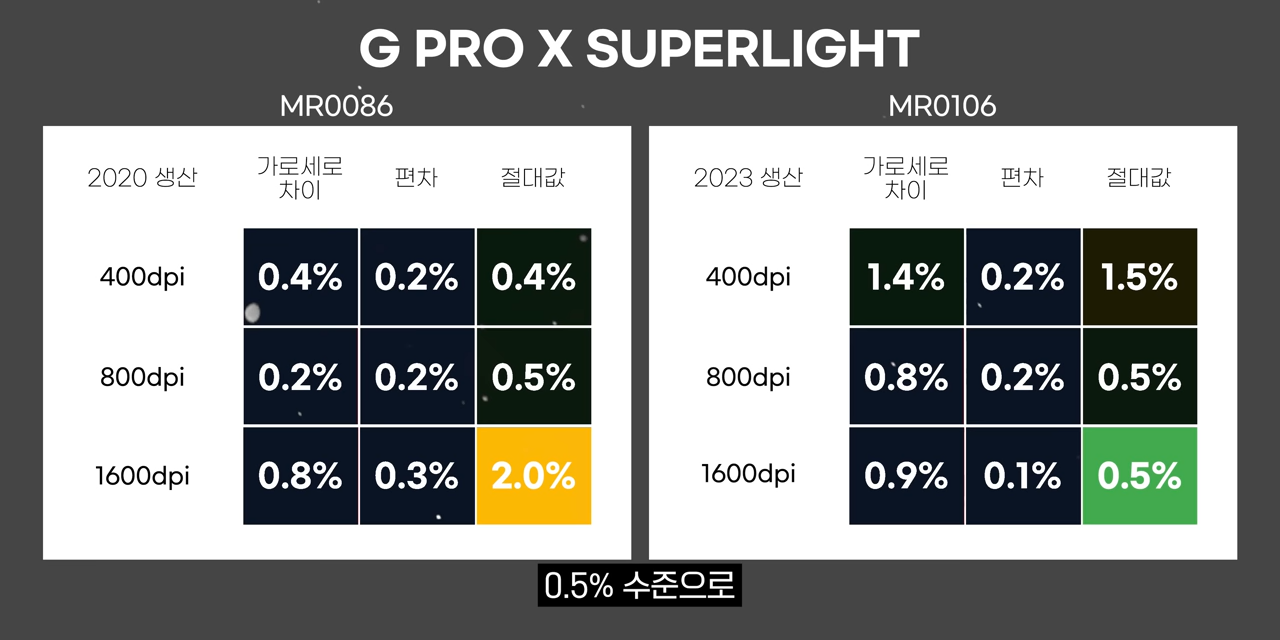 G PRO X SUPERLIGHT
MR0086
2020 생산 가로세로 차이 편차 절대값
400dpi 0.4% 0.2% 0.4%
800dpi 0.2% 0.2% 0.5%
1600dpi 0.8% 0.3% 2.0%
MR0106
2023 생산 가로세로 차이 편차 절대값
400dpi 1.4% 0.2% 1.5%
800dpi 0.8% 0.2% 0.5%
1600dpi 0.9% 0.1% 0.5%
0.5% 수준으로